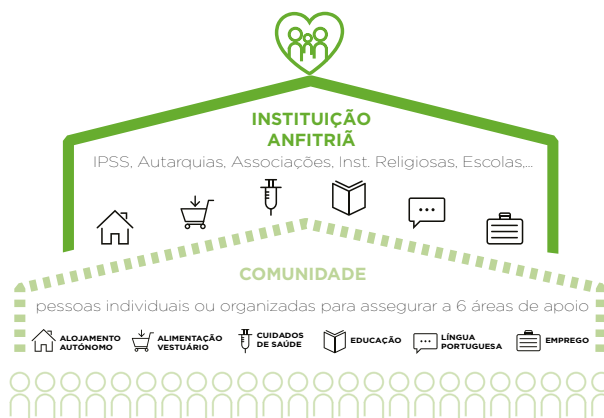 INSTITUIÇÃO
ANFITRIÃ
IPSS, Autarquias, Associações, Inst. Religiosas, Escolas,...
COMUNIDADE
pessoas individuais ou organizadas para assegurar a 6 áreas de apoio
ALOJAMENTO
AUTÓNOMO
ALIMENTAÇÃO
VESTUÁRIO
CUIDADOS
DE SAÚDE
EDUCAÇÃO
LÍNGUA
PORTUGUESA
EMPREGO